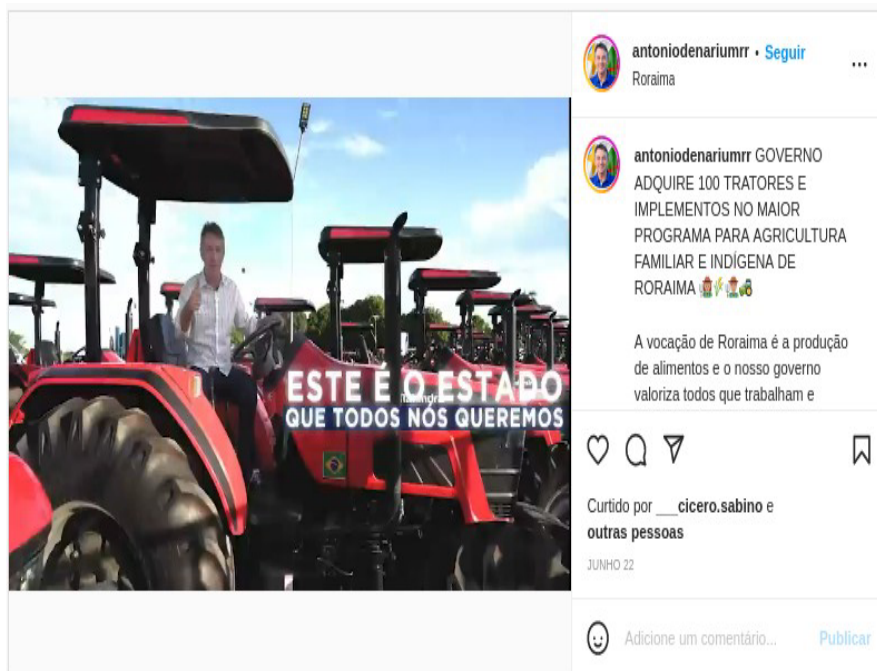 antoniodenariumrr • Seguir
Roraima
antoniodenariumrr GOVERNO
ADQUIRE 100 TRATORES E
IMPLEMENTOS NO MAIOR
PROGRAMA PARA AGRICULTURA
FAMILIAR E INDÍGENA DE
RORAIMA
A vocação de Roraima é a produção
de alimentos e o nosso governo
valoriza todos que trabalham e
ESTE É O ESTADO
QUE TODOS NÓS QUEREMOS
Curtido por ___cicero.sabino e
outras pessoas
JUNHO 22
Adicione um comentário... Publicar